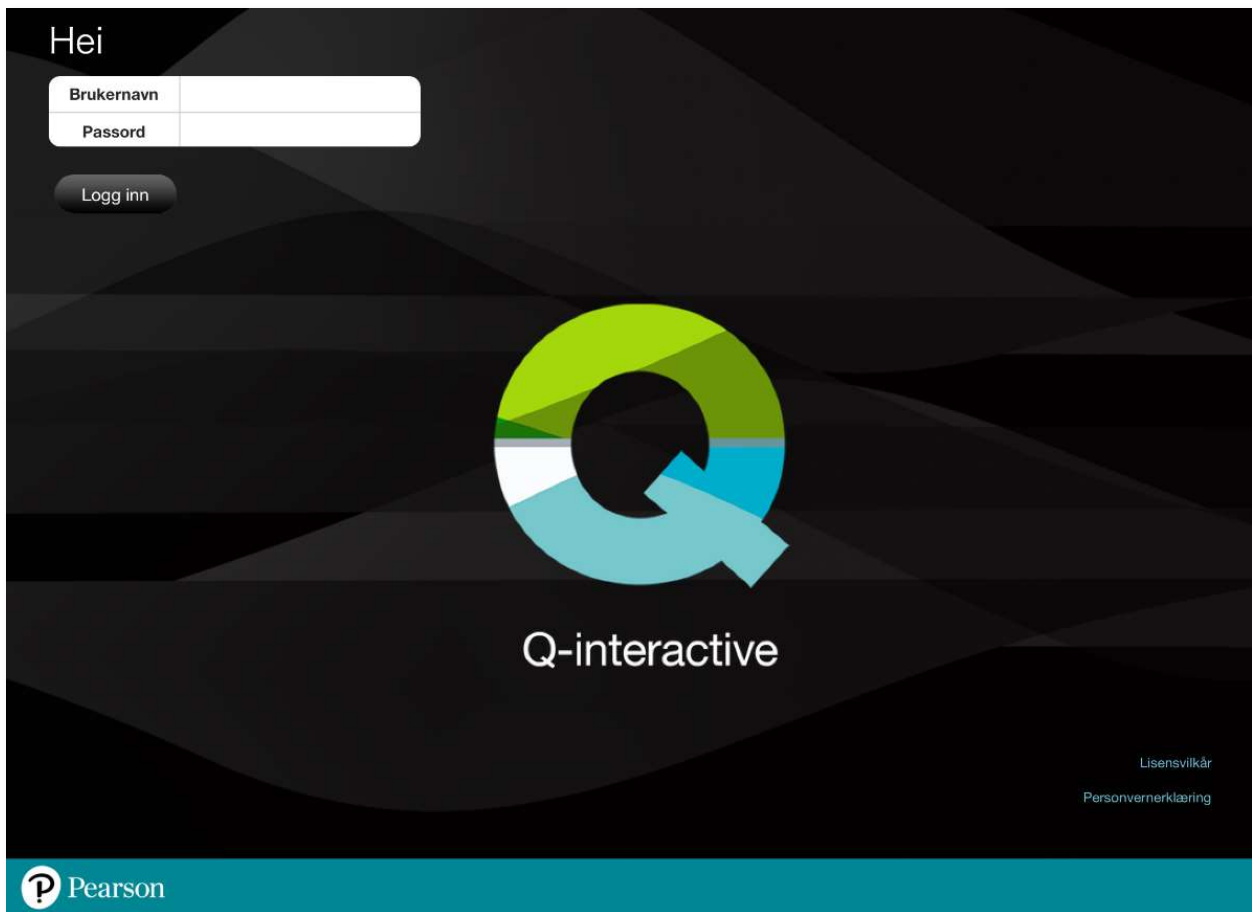 Hei
Brukernavn
Passord
Logg inn
Q-interactive
Lisensvilkår
Personvernerklæring
Pearson